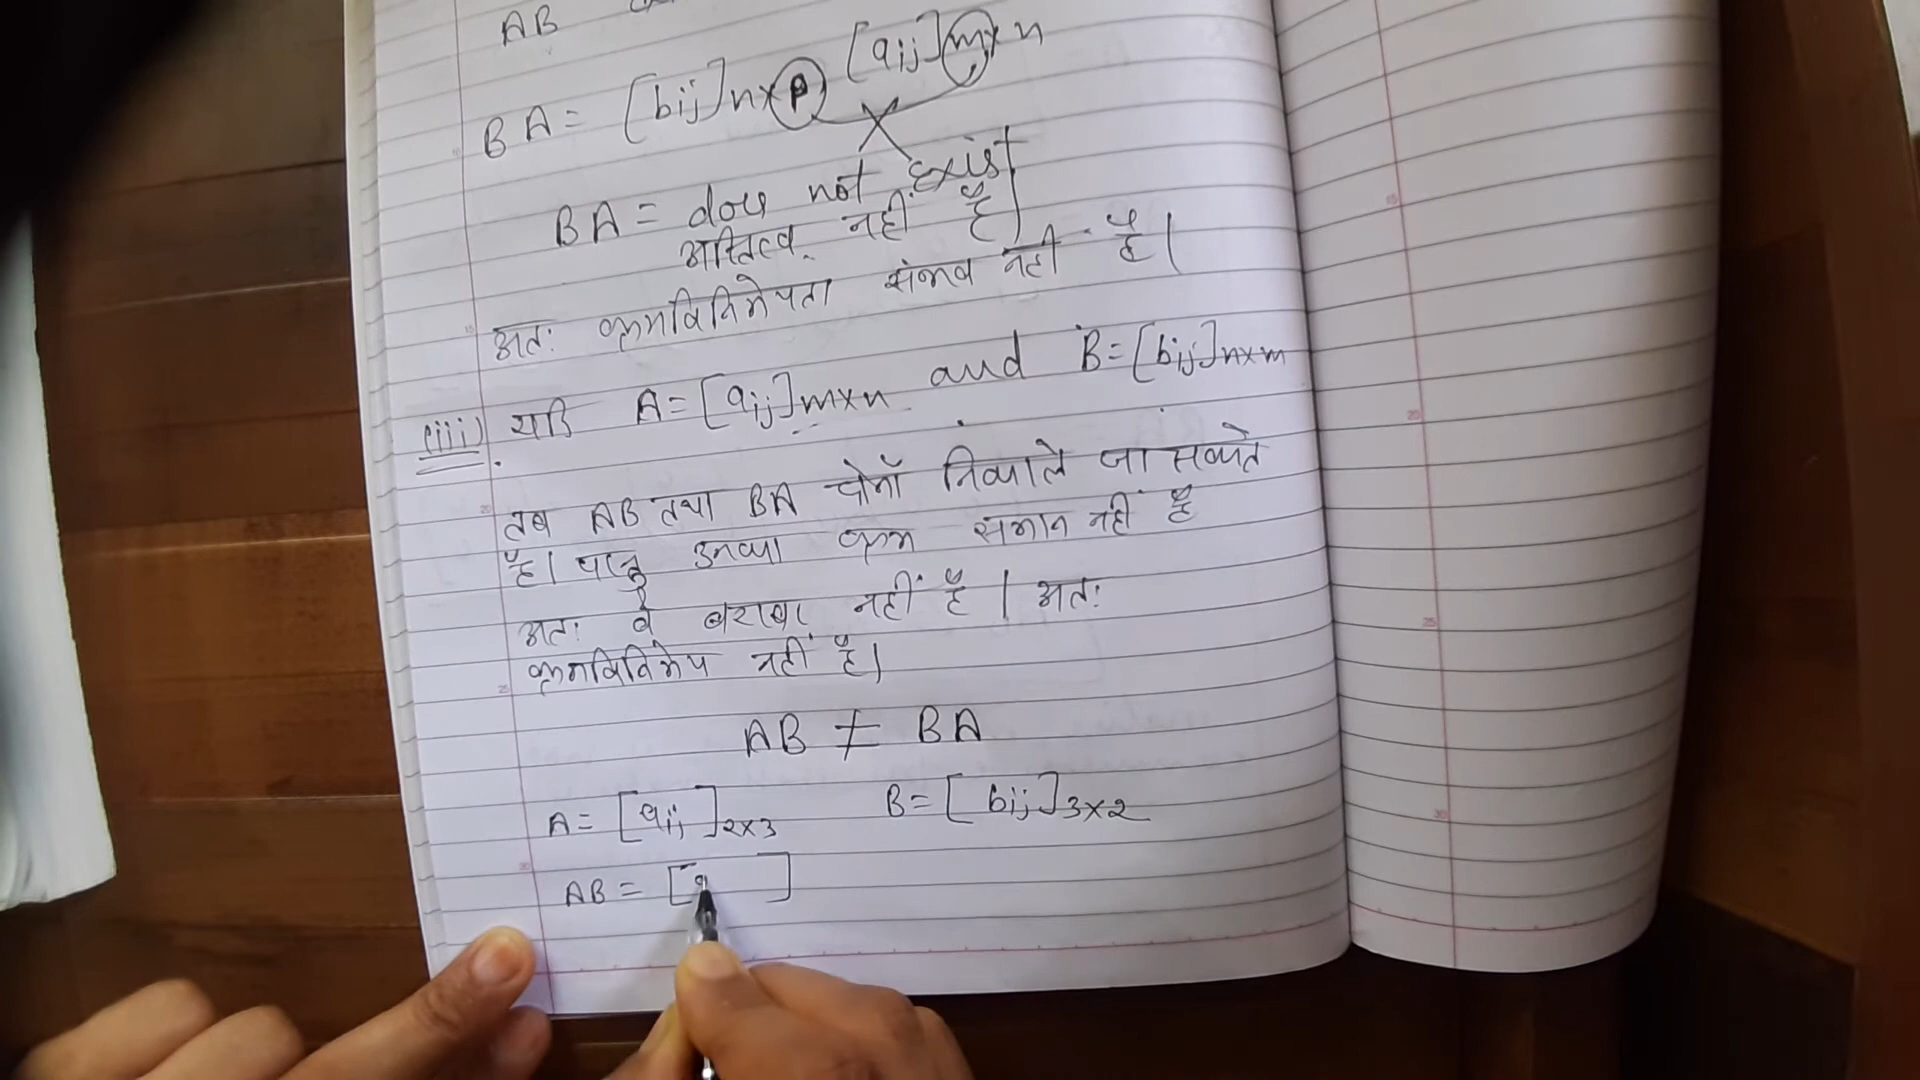 AB
BA = [bij]n×p [aij]m×n
BA = does not exist
अस्तित्व नहीं है|
अतः क्रमविनिमेयता संभव नहीं है|
(iii) यदि A = [aij]m×n and B = [bij]n×m
तब AB तथा BA दोनों निकाले जा सकते
है| परन्तु उनका क्रम समान नहीं है
अतः वे बराबर नहीं है | अतः
क्रमविनिमेय नहीं है|
AB ≠ BA
A = [aij]2×3 B = [bij]3×2
AB = [a ]